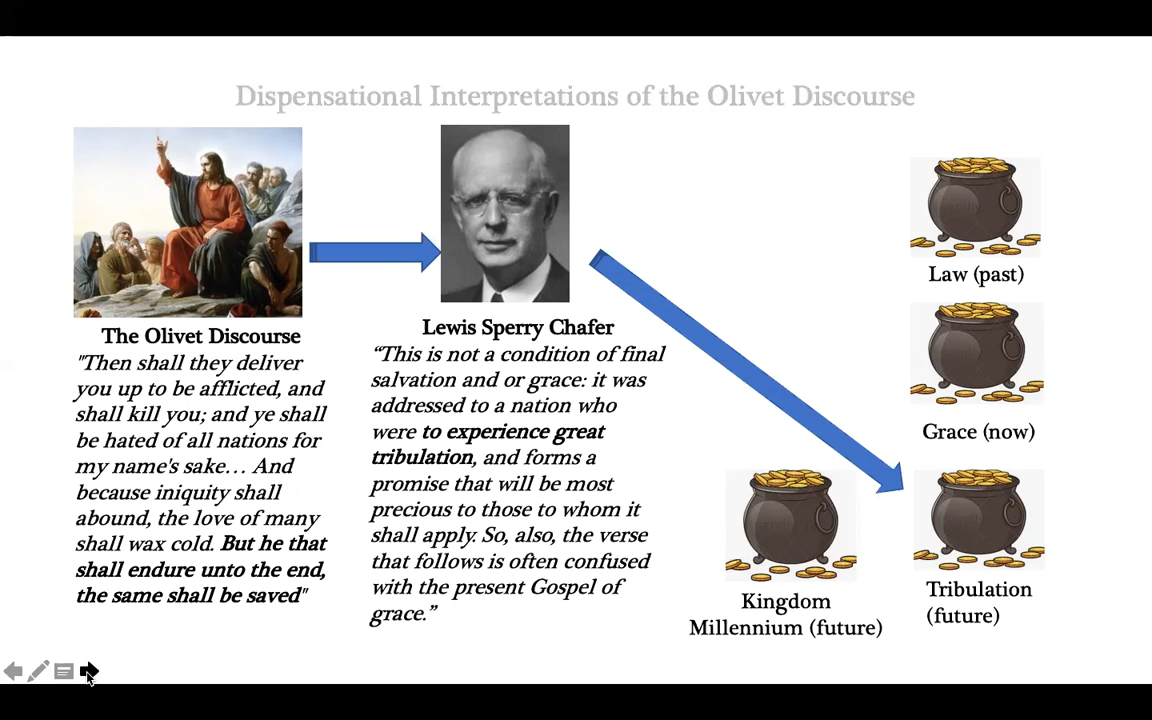 Dispensational Interpretations of the Olivet Discourse
The Olivet Discourse
"Then shall they deliver
you up to be afflicted, and
shall kill you; and ye shall
be hated of all nations for
my name's sake… And
because iniquity shall
abound, the love of many
shall wax cold. But he that
shall endure unto the end,
the same shall be saved"
Lewis Sperry Chafer
“This is not a condition of final
salvation and or grace: it was
addressed to a nation who
were to experience great
tribulation, and forms a
promise that will be most
precious to those to whom it
shall apply. So, also, the verse
that follows is often confused
with the present Gospel of
grace.”
Law (past)
Grace (now)
Kingdom
Millennium (future)
Tribulation
(future)